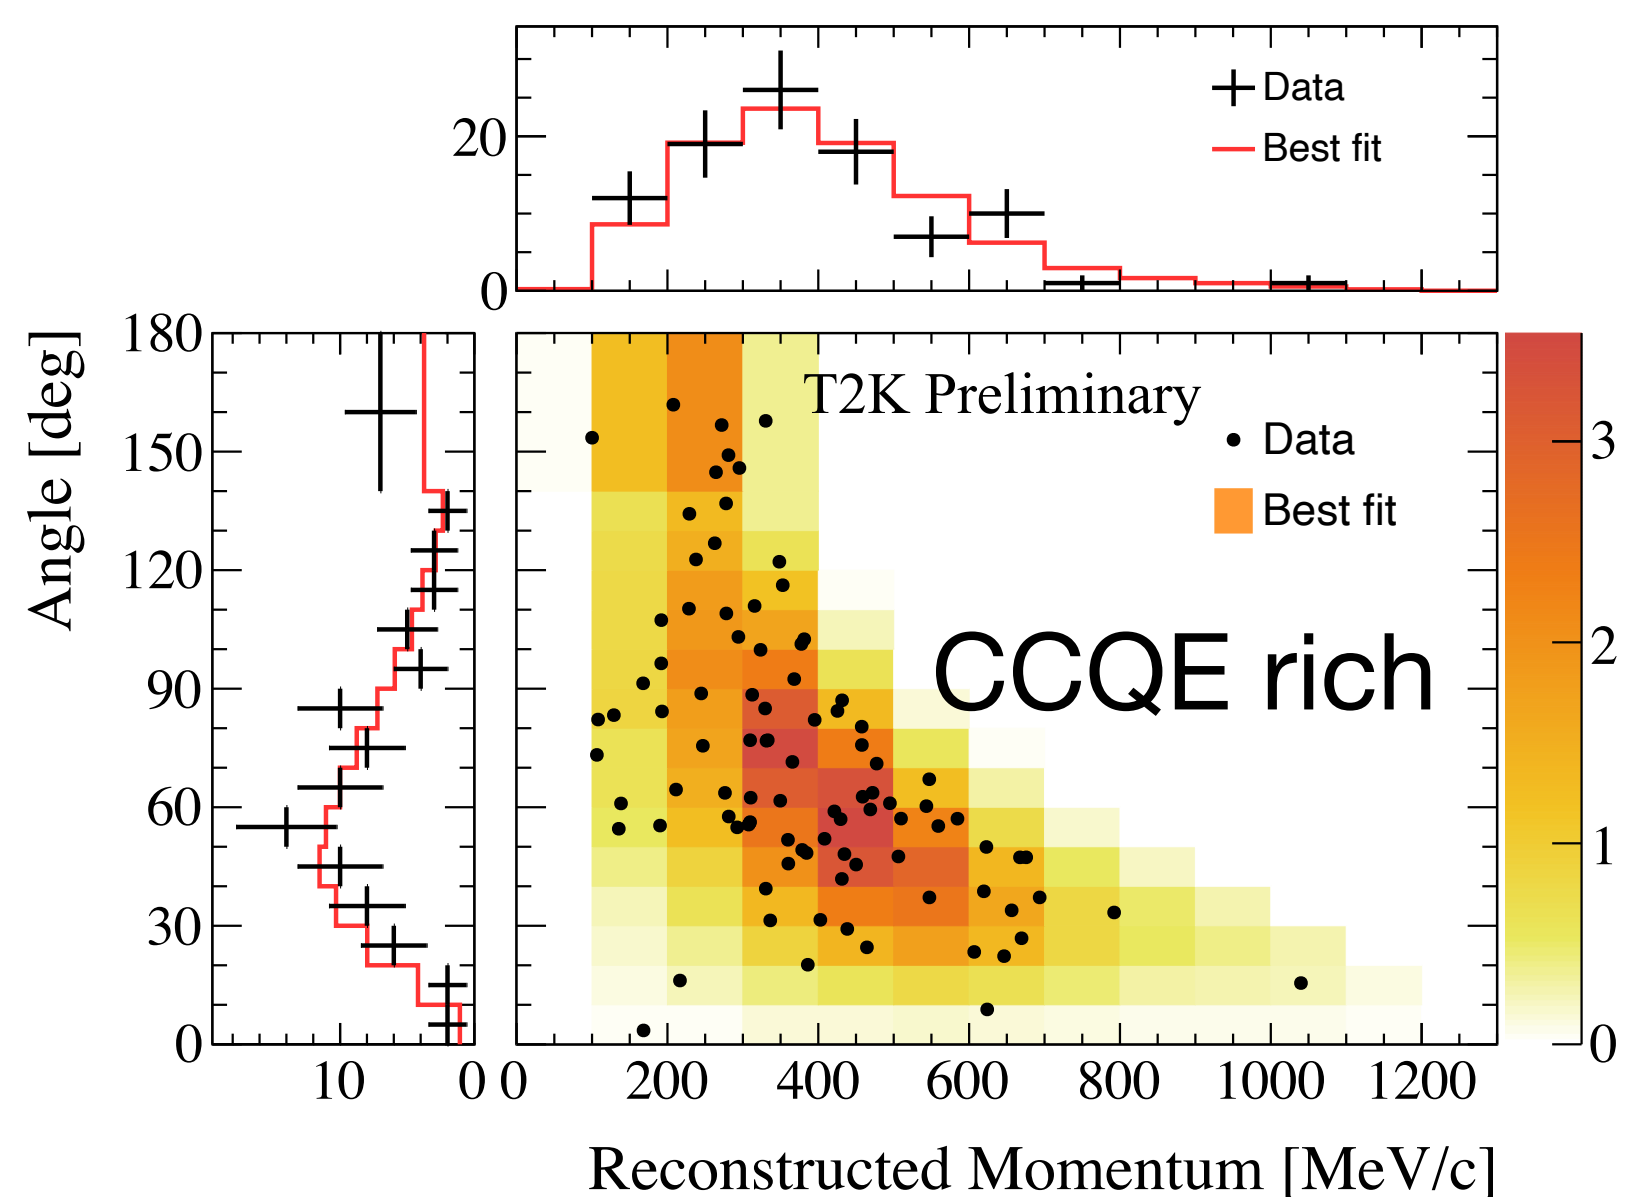 20
0
Data
Best fit
Angle [deg]
180
150
120
90
60
30
0
10
0
T2K Preliminary
Data
Best fit
CCQE rich
3
2
1
0
0
200
400
600
800
1000
1200
Reconstructed Momentum [MeV/c]